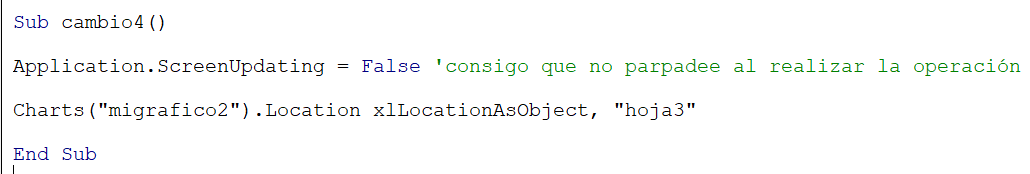 Sub cambio4()
Application.ScreenUpdating = False 'consigo que no parpadee al realizar la operación
Charts("migrafico2").Location xlLocationAsObject, "hoja3"
End Sub